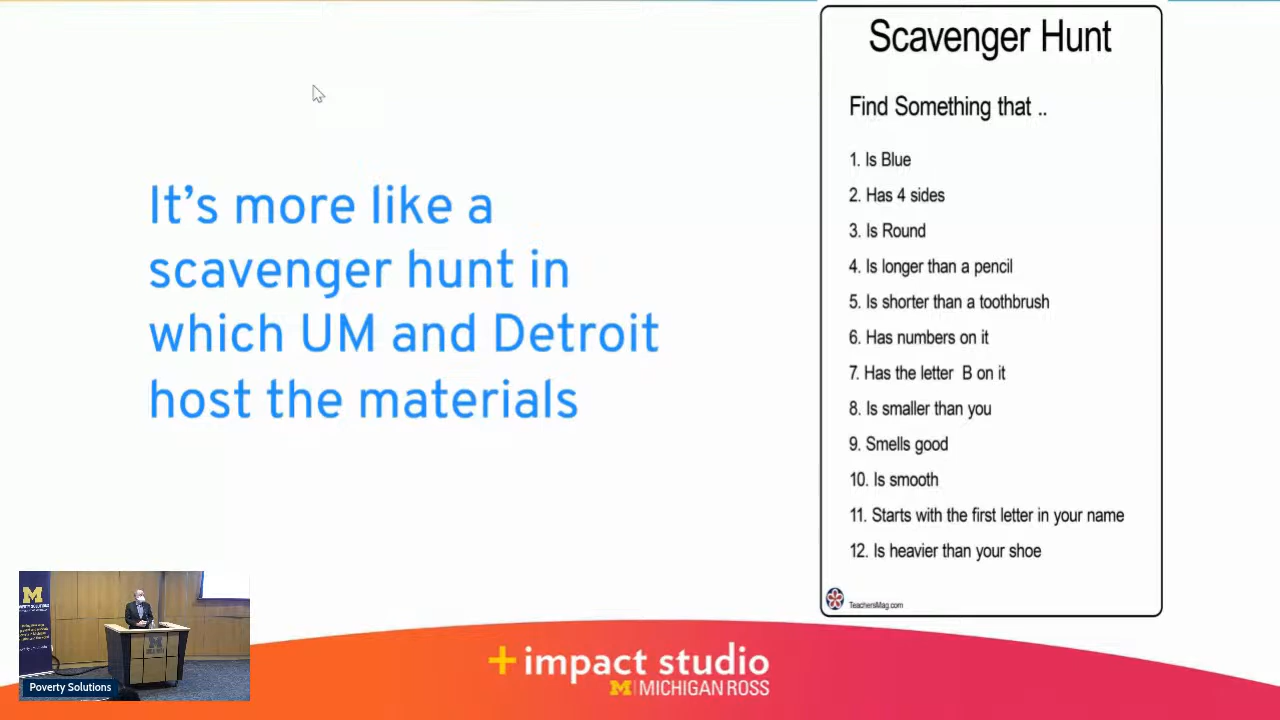 It’s more like a
scavenger hunt in
which UM and Detroit
host the materials
Scavenger Hunt
Find Something that ..
1. Is Blue
2. Has 4 sides
3. Is Round
4. Is longer than a pencil
5. Is shorter than a toothbrush
6. Has numbers on it
7. Has the letter B on it
8. Is smaller than you
9. Smells good
10. Is smooth
11. Starts with the first letter in your name
12. Is heavier than your shoe
TeachersMag.com
M
Poverty Solutions
+ impact studio
M | MICHIGAN ROSS